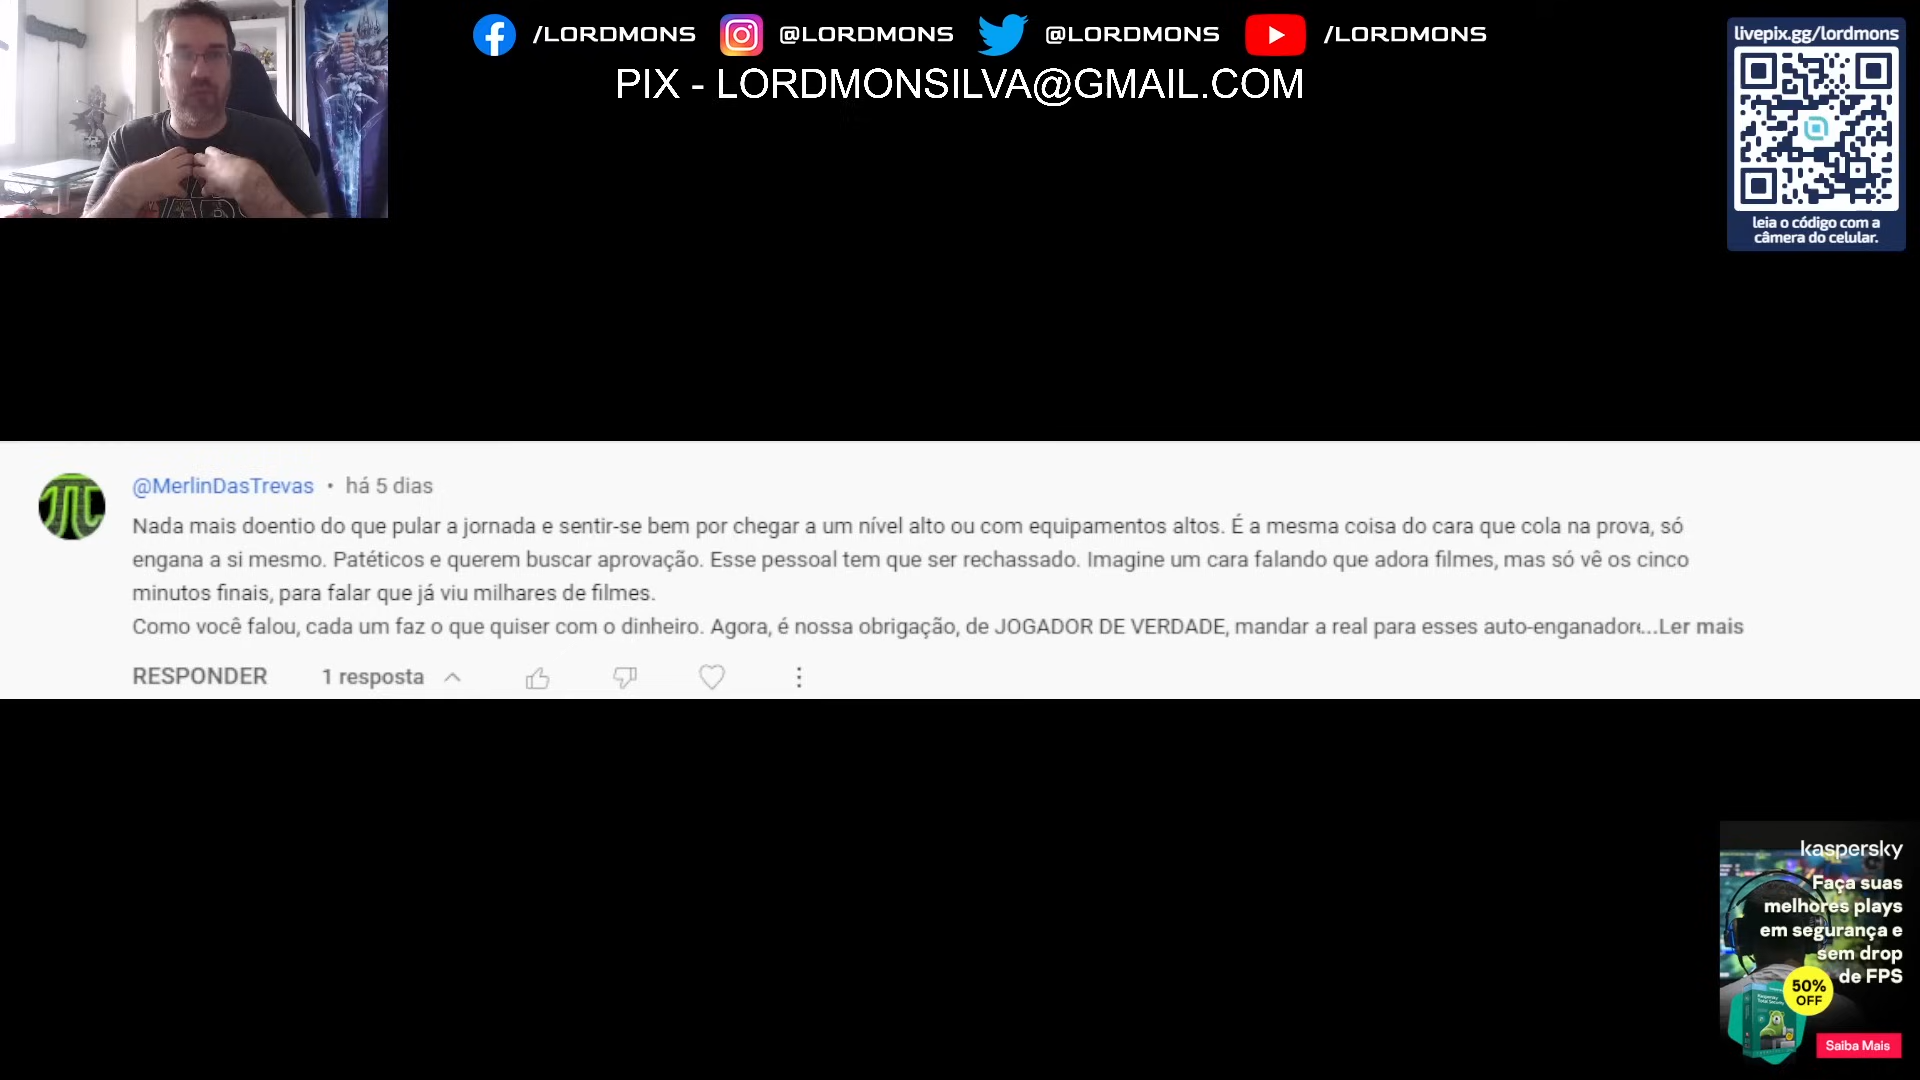 /LORDMONS @LORDMONS @LORDMONS /LORDMONS
PIX - LORDMONSILVA@GMAIL.COM
livepix.gg/lordmons
leia o código com a
câmera do celular.
@MerlinDasTrevas • há 5 dias
Nada mais doentio do que pular a jornada e sentir-se bem por chegar a um nível alto ou com equipamentos altos. É a mesma coisa do cara que cola na prova, só
engana a si mesmo. Patéticos e querem buscar aprovação. Esse pessoal tem que ser rechassado. Imagine um cara falando que adora filmes, mas só vê os cinco
minutos finais, para falar que já viu milhares de filmes.
Como você falou, cada um faz o que quiser com o dinheiro. Agora, é nossa obrigação, de JOGADOR DE VERDADE, mandar a real para esses auto-enganador...Ler mais
RESPONDER 1 resposta
kaspersky
Faça suas
melhores plays
em segurança e
sem drop
de FPS
50%
OFF
Saiba Mais